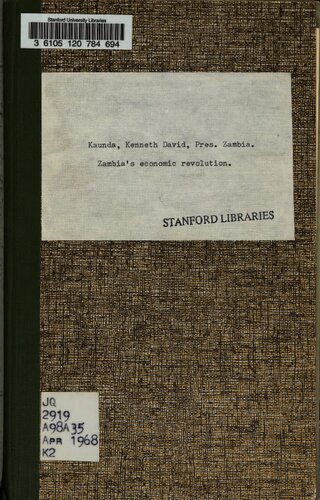 Stanford University Libraries
3 6105 120 784 694
Kaunda, Kenneth David, Pres. Zambia.
Zambia's economic revolution.
STANFORD LIBRARIES
JQ
2919
A98A35
Apr 1968
K2